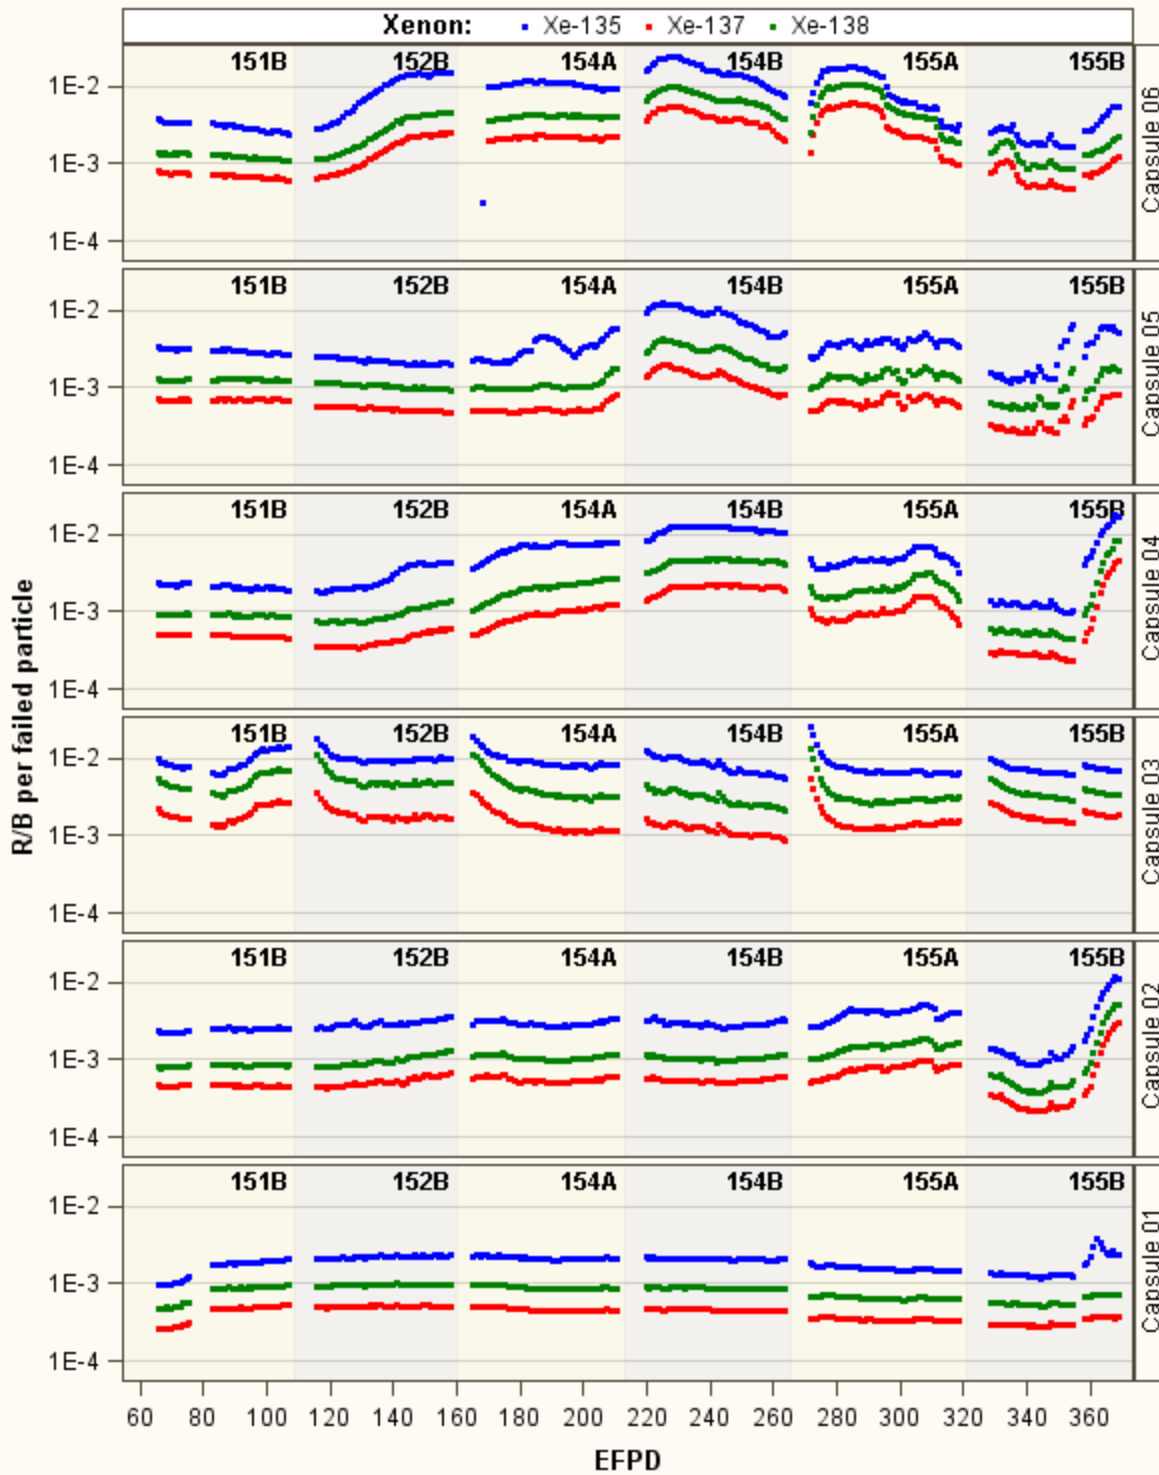 Xenon: Xe-135 Xe-137 Xe-138
151B 152B 154A 154B 155A 155B
1E-2
1E-3
1E-4
Capsule 06
151B 152B 154A 154B 155A 155B
1E-2
1E-3
1E-4
Capsule 05
151B 152B 154A 154B 155A 155B
1E-2
1E-3
1E-4
Capsule 04
R/B per failed particle
151B 152B 154A 154B 155A 155B
1E-2
1E-3
1E-4
Capsule 03
151B 152B 154A 154B 155A 155B
1E-2
1E-3
1E-4
Capsule 02
151B 152B 154A 154B 155A 155B
1E-2
1E-3
1E-4
Capsule 01
60 80 100 120 140 160 180 200 220 240 260 280 300 320 340 360
EFPD